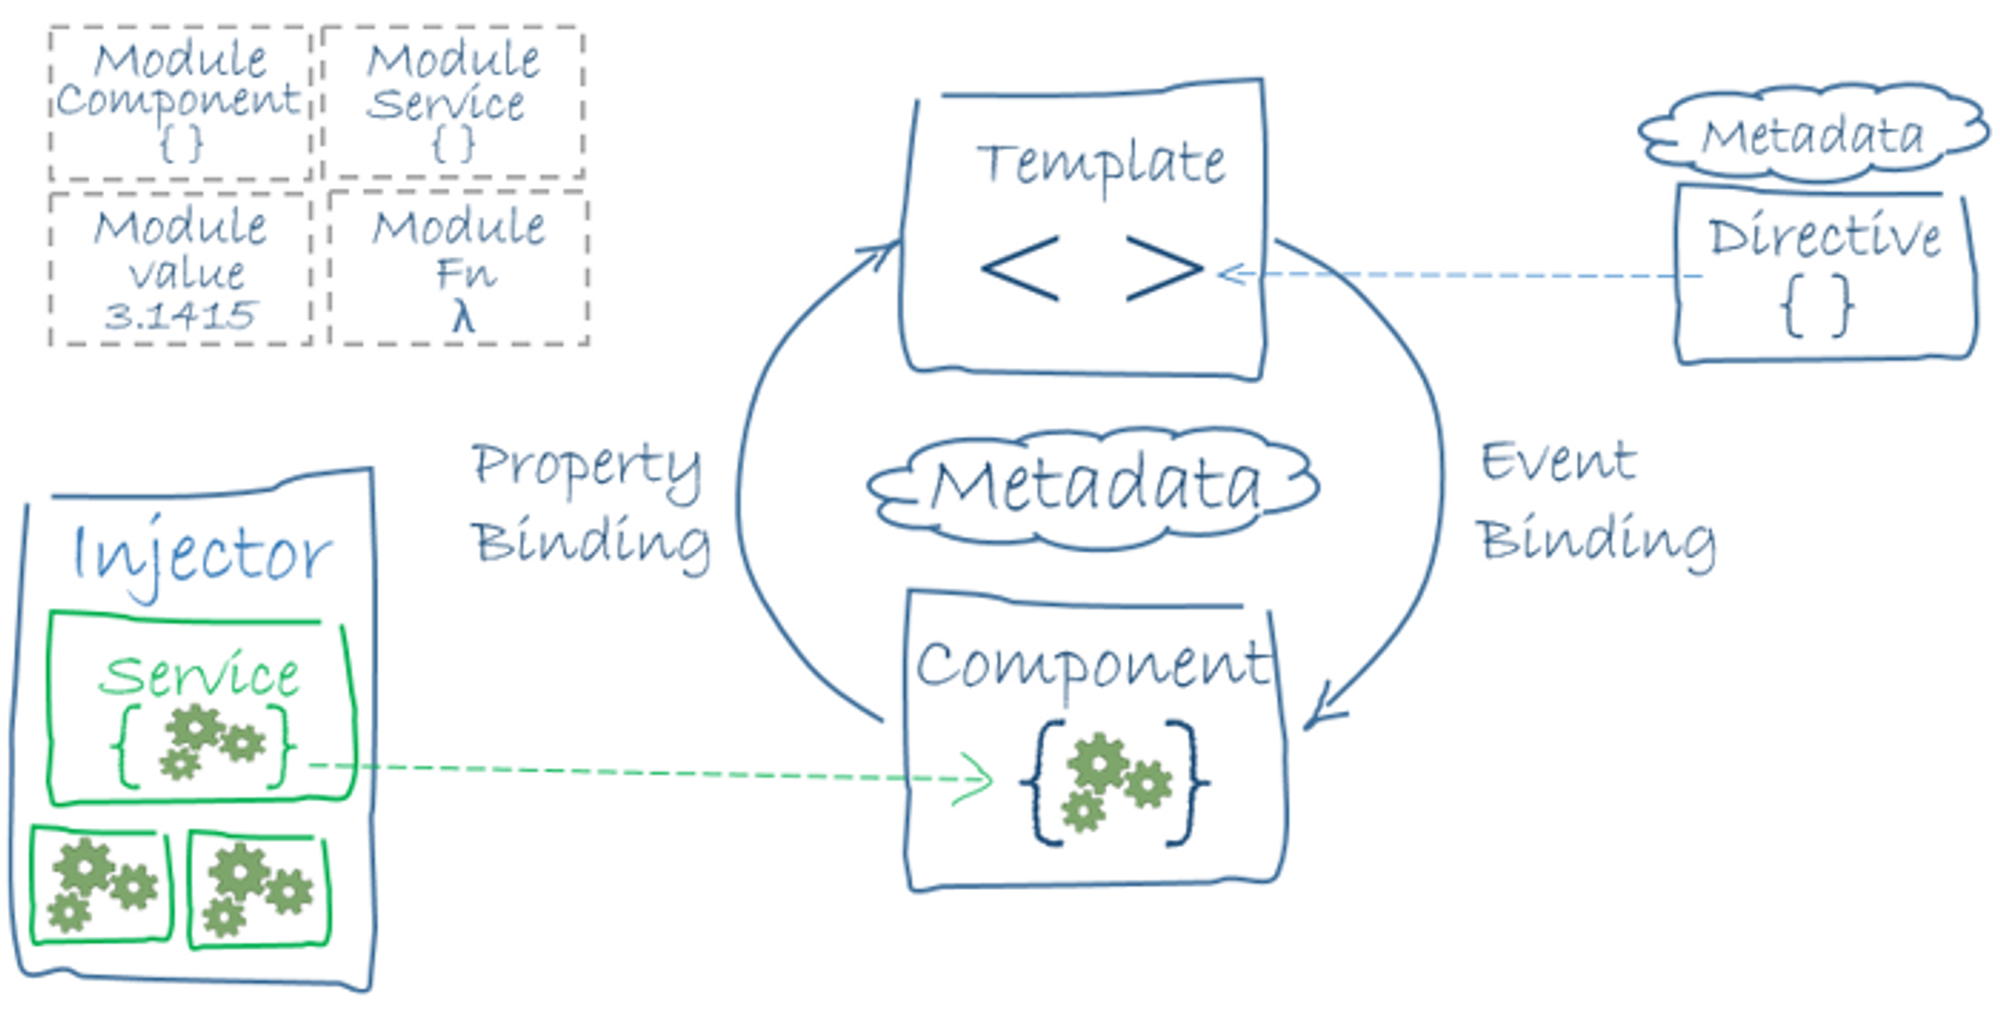 Module
Component
{ }
Module
Service
{ }
Module
value
3.1415
Module
Fn
λ
Template
< >
Metadata
Directive
{ }
Property
Binding
Metadata
Event
Binding
Injector
Service
{ }
Component
{ }